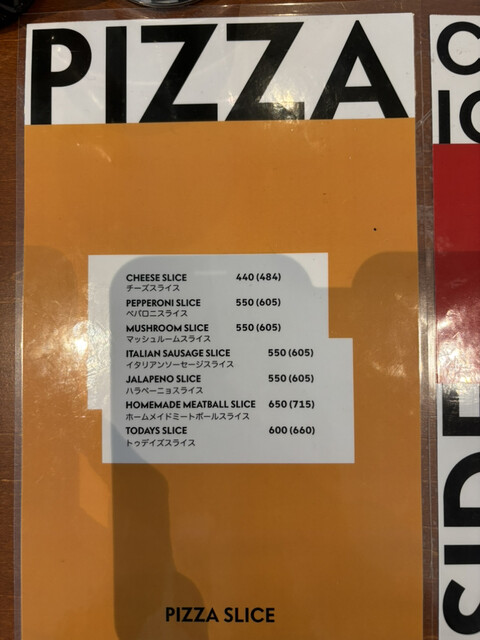 PIZZA
CHEESE SLICE 440 (484)
チーズスライス
PEPPERONI SLICE 550 (605)
ペパロニスライス
MUSHROOM SLICE 550 (605)
マッシュルームスライス
ITALIAN SAUSAGE SLICE 550 (605)
イタリアンソーセージスライス
JALAPENO SLICE 550 (605)
ハラペーニョスライス
HOMEMADE MEATBALL SLICE 650 (715)
ホームメイドミートボールスライス
TODAYS SLICE 600 (660)
トゥデイズスライス
PIZZA SLICE